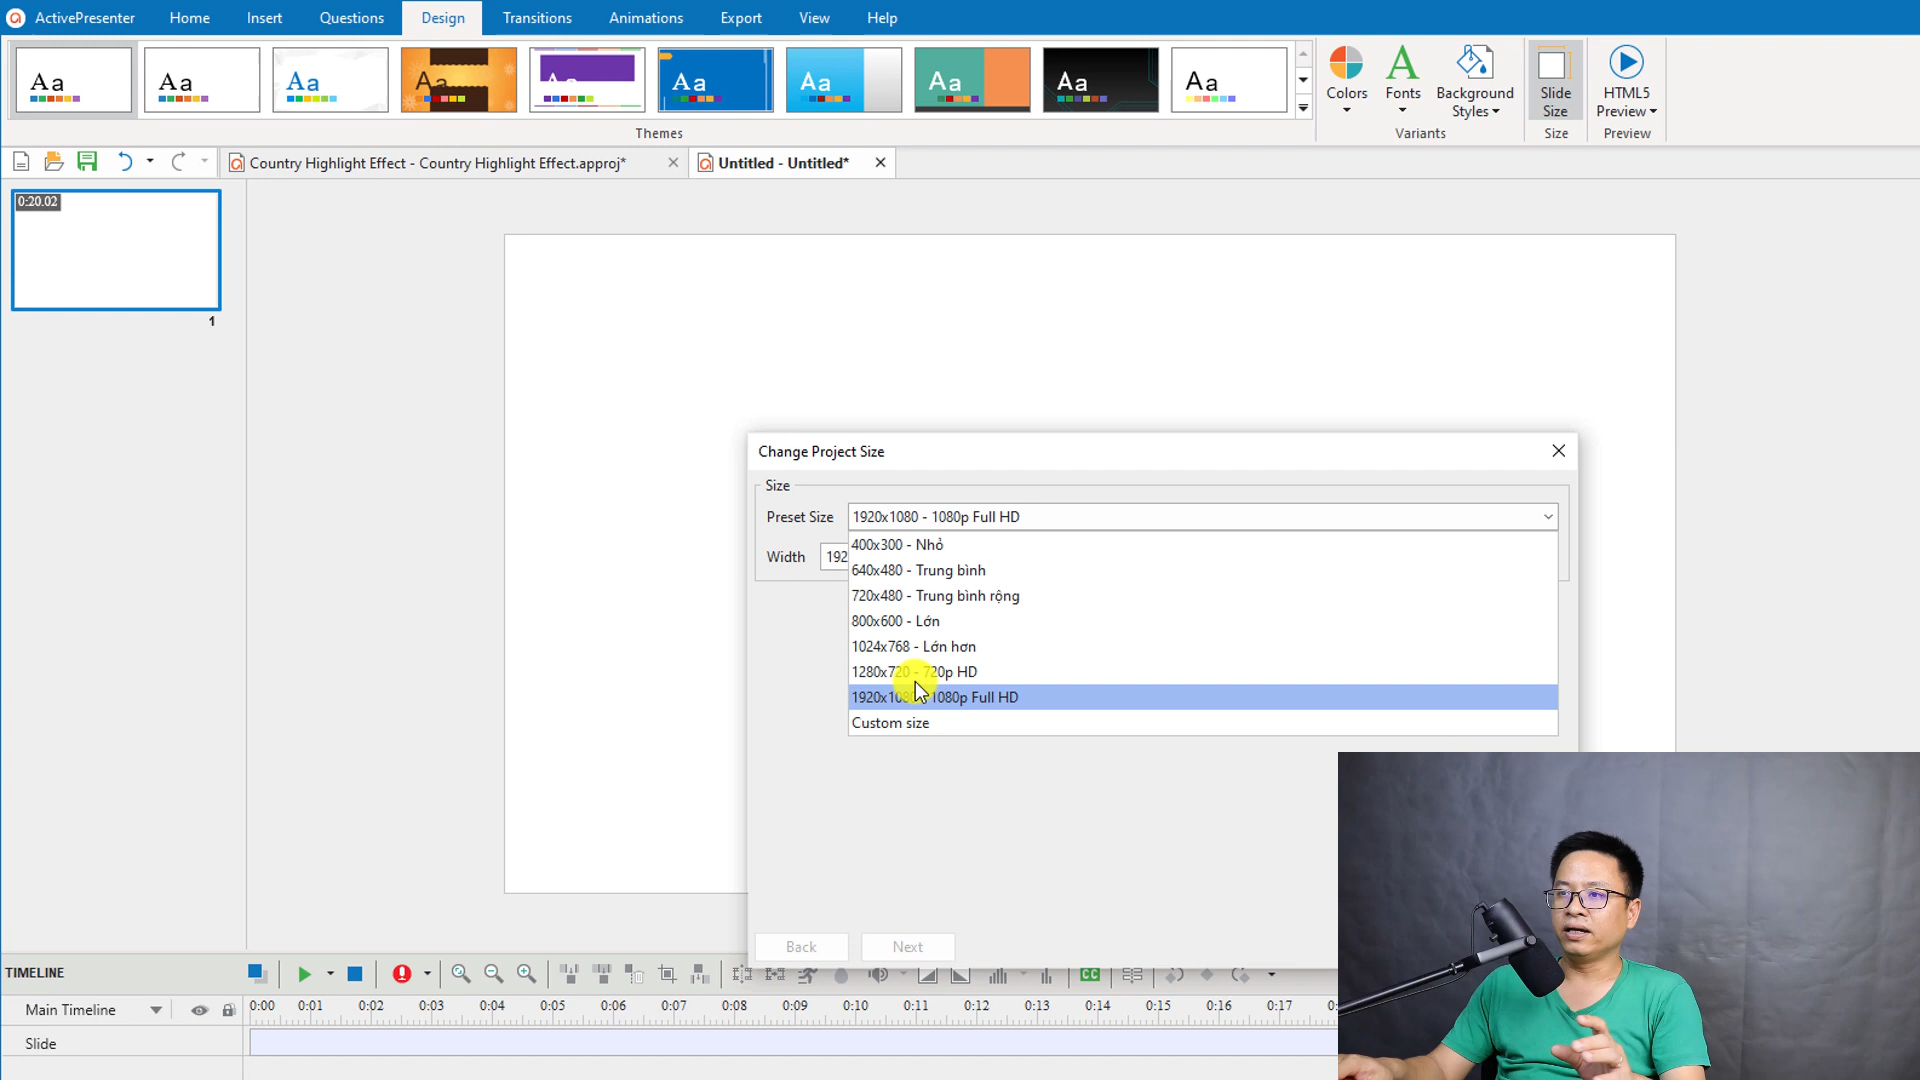 ActivePresenter Home Insert Questions Design Transitions Animations Export View Help
Aa Aa Aa Aa Aa Aa Aa Aa Aa
Colors Fonts Background Styles Slide Size HTML5 Preview
Themes Variants Size Preview
Country Highlight Effect - Country Highlight Effect.approj* Untitled - Untitled*
0:20.02
1
Change Project Size
Size
Preset Size 1920x1080 - 1080p Full HD
Width 192
400x300 - Nhỏ
640x480 - Trung bình
720x480 - Trung bình rộng
800x600 - Lớn
1024x768 - Lớn hơn
1280x720 - 720p HD
1920x1080 - 1080p Full HD
Custom size
Back Next
TIMELINE
CC
Main Timeline 0:00 0:01 0:02 0:03 0:04 0:05 0:06 0:07 0:08 0:09 0:10 0:11 0:12 0:13 0:14 0:15 0:16 0:17
Slide